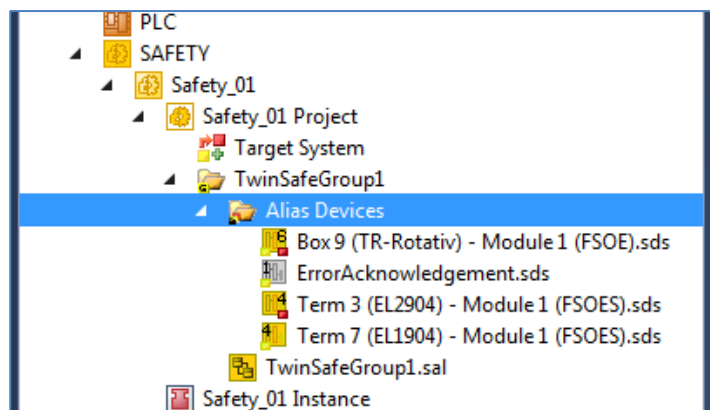 PLC
SAFETY
Safety_01
Safety_01 Project
Target System
TwinSafeGroup1
Alias Devices
Box 9 (TR-Rotativ) - Module 1 (FSOE).sds
ErrorAcknowledgement.sds
Term 3 (EL2904) - Module 1 (FSOES).sds
Term 7 (EL1904) - Module 1 (FSOES).sds
TwinSafeGroup1.sal
Safety_01 Instance